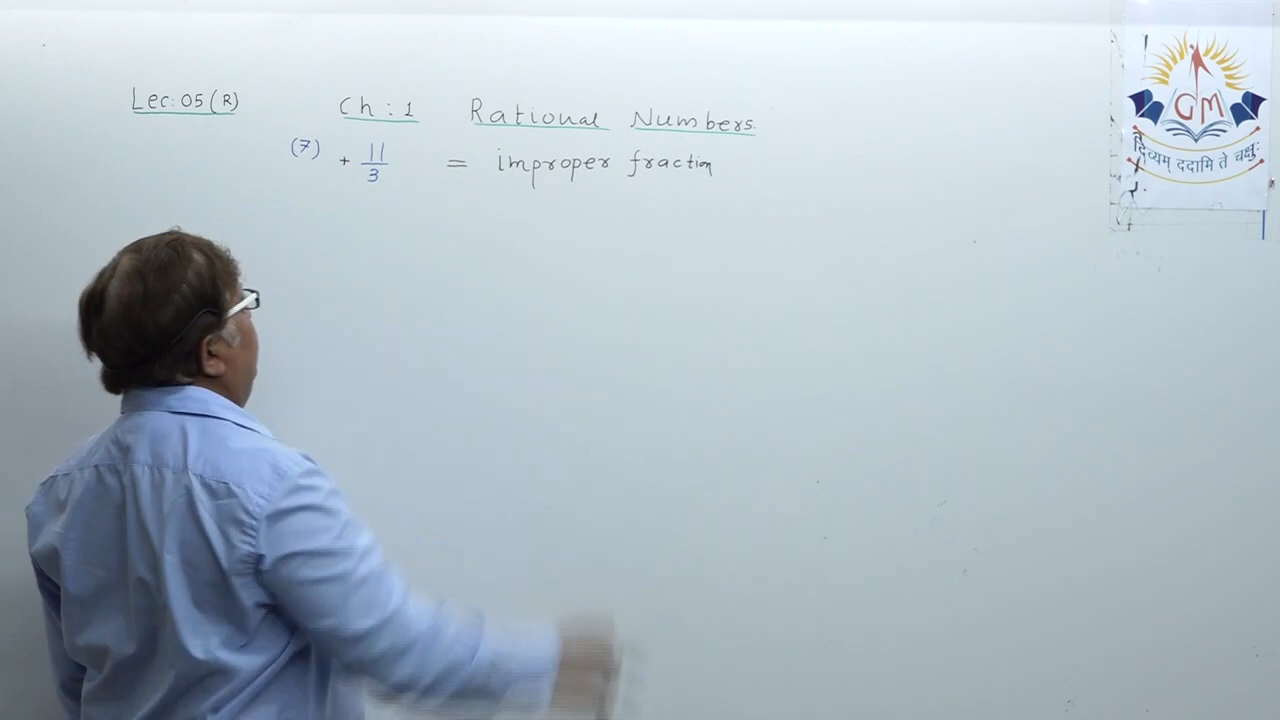 Lec: 05 (R) Ch : 1 Rational Numbers.
(7) + 11/3 = improper fraction
GM
दिव्यम् ददामि ते चक्षुः